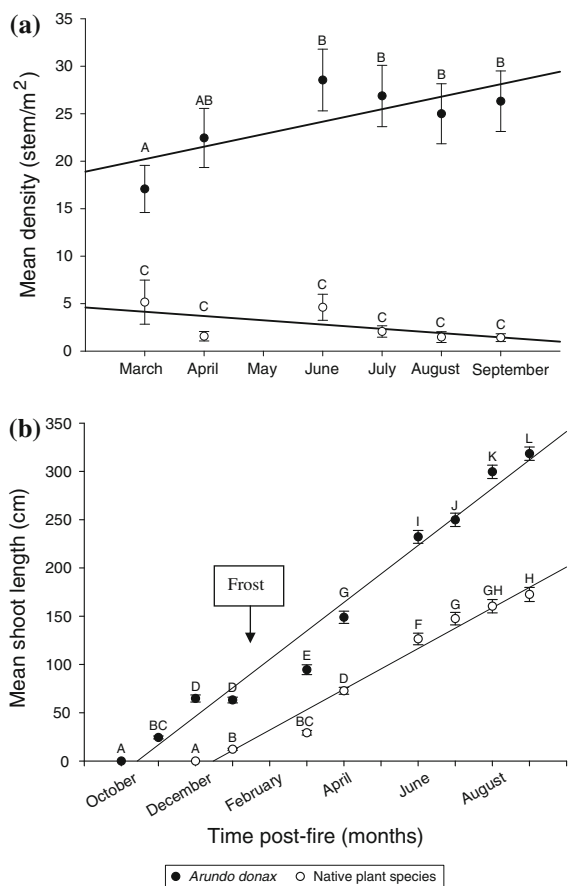 (a)
Mean density (stem/m²)
35
30
25
20
15
10
5
0
A
AB
B
B
B
B
C
C
C
C
C
C
March April May June July August September
(b)
Mean shoot length (cm)
350
300
250
200
150
100
50
0
Frost
A
BC
D
D
E
G
I
J
K
L
A
B
BC
D
F
G
GH
H
October December February April June August
Time post-fire (months)
Arundo donax Native plant species